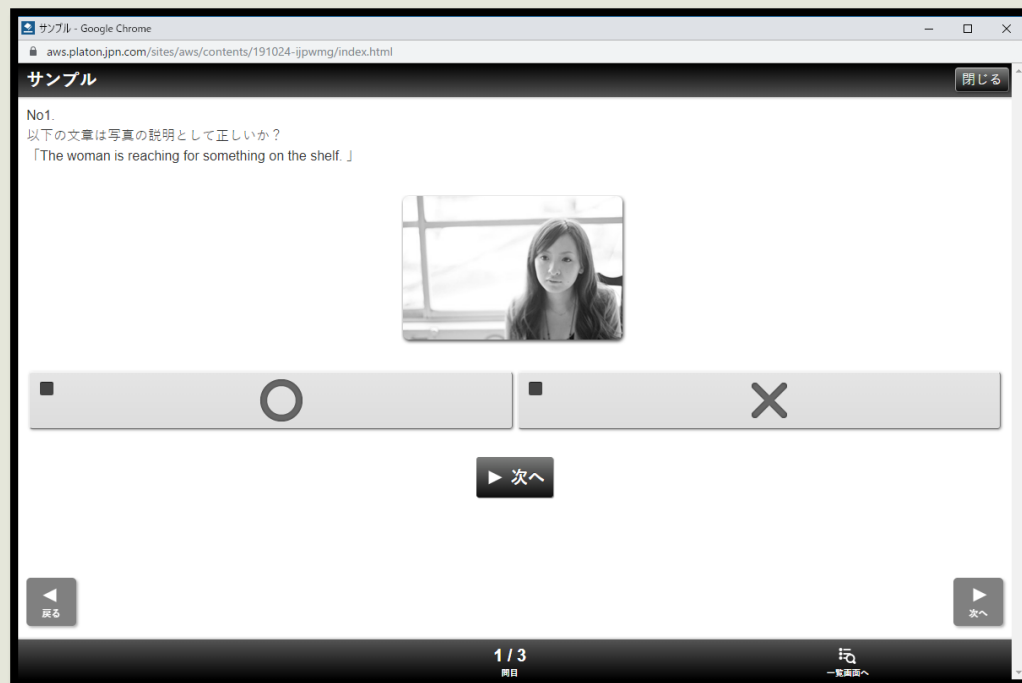 サンプル - Google Chrome
aws.platon.jpn.com/sites/aws/contents/191024-ijpwmg/index.html
サンプル
閉じる
No1.
以下の文章は写真の説明として正しいか？
「The woman is reaching for something on the shelf. 」
次へ
戻る
次へ
1 / 3
問目
一覧画面へ